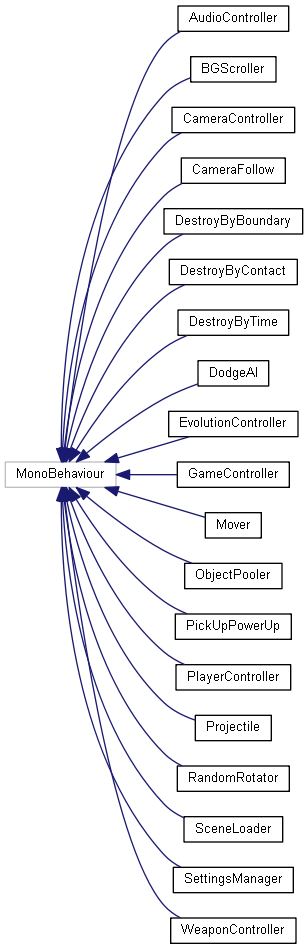 AudioController
BGScroller
CameraController
CameraFollow
DestroyByBoundary
DestroyByContact
DestroyByTime
DodgeAI
EvolutionController
MonoBehaviour
GameController
Mover
ObjectPooler
PickUpPowerUp
PlayerController
Projectile
RandomRotator
SceneLoader
SettingsManager
WeaponController